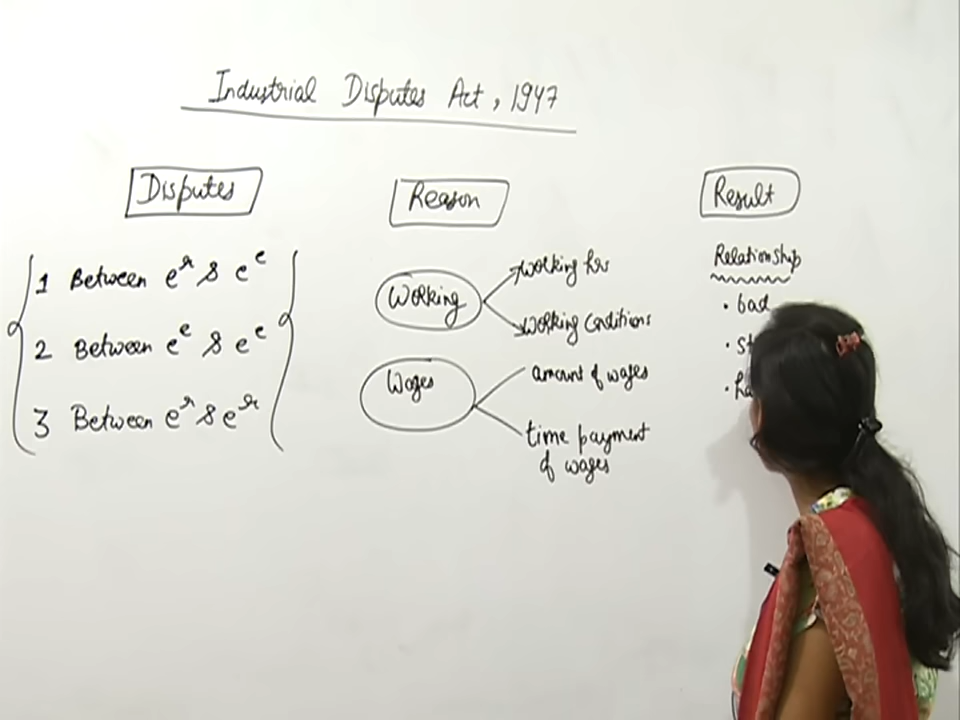 Industrial Disputes Act, 1947
Disputes
1 Between e^r & e^e
2 Between e^e & e^e
3 Between e^r & e^r
Reason
Working
working hrs
working conditions
Wages
amount of wages
time payment
of wages
Result
Relationship
• bad